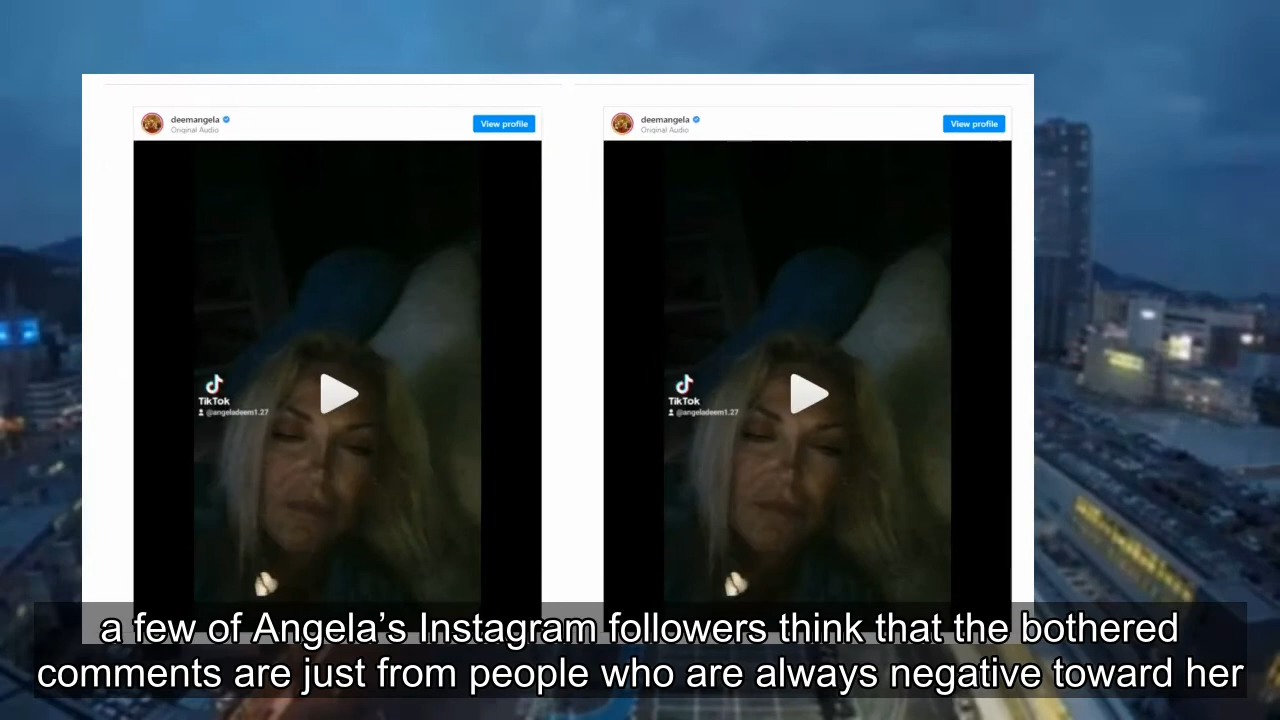 deemangela
Original Audio
View profile
TikTok
@angeladeem1.27
deemangela
Original Audio
View profile
TikTok
@angeladeem1.27
a few of Angela’s Instagram followers think that the bothered
comments are just from people who are always negative toward her